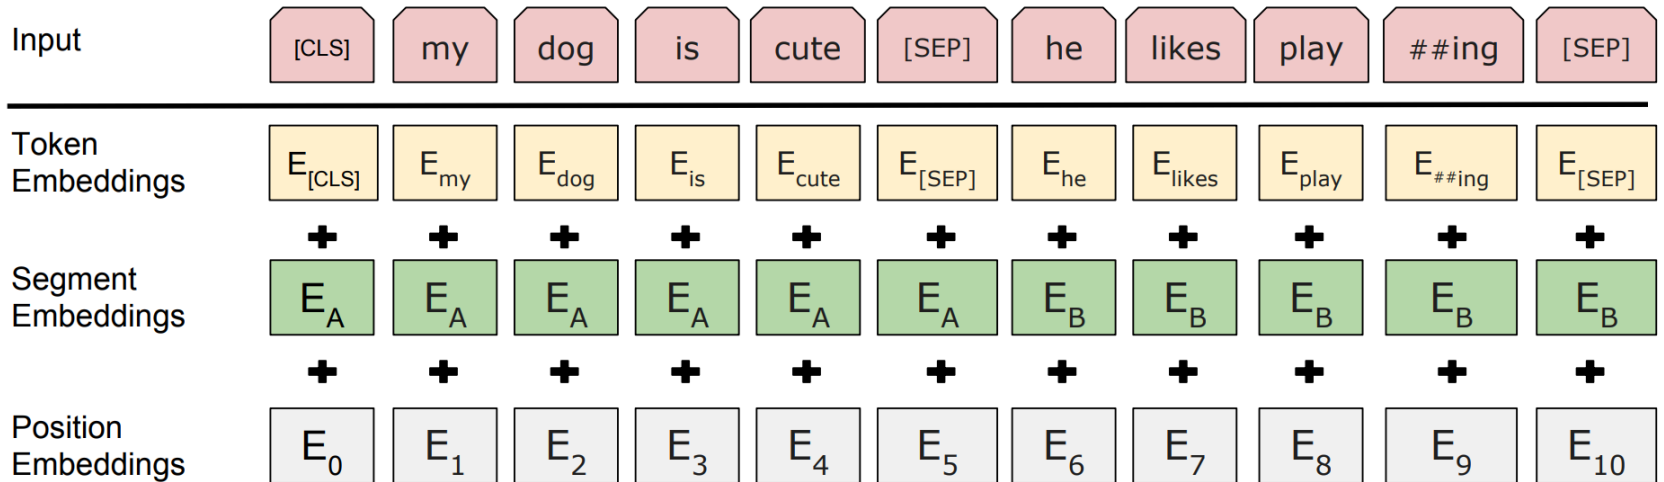 Input [CLS] my dog is cute [SEP] he likes play ##ing [SEP]
Token
Embeddings
E[CLS] Emy Edog Eis Ecute E[SEP] Ehe Elikes Eplay E##ing E[SEP]
+ + + + + + + + + + +
Segment
Embeddings
EA EA EA EA EA EA EB EB EB EB EB
+ + + + + + + + + + +
Position
Embeddings
E0 E1 E2 E3 E4 E5 E6 E7 E8 E9 E10